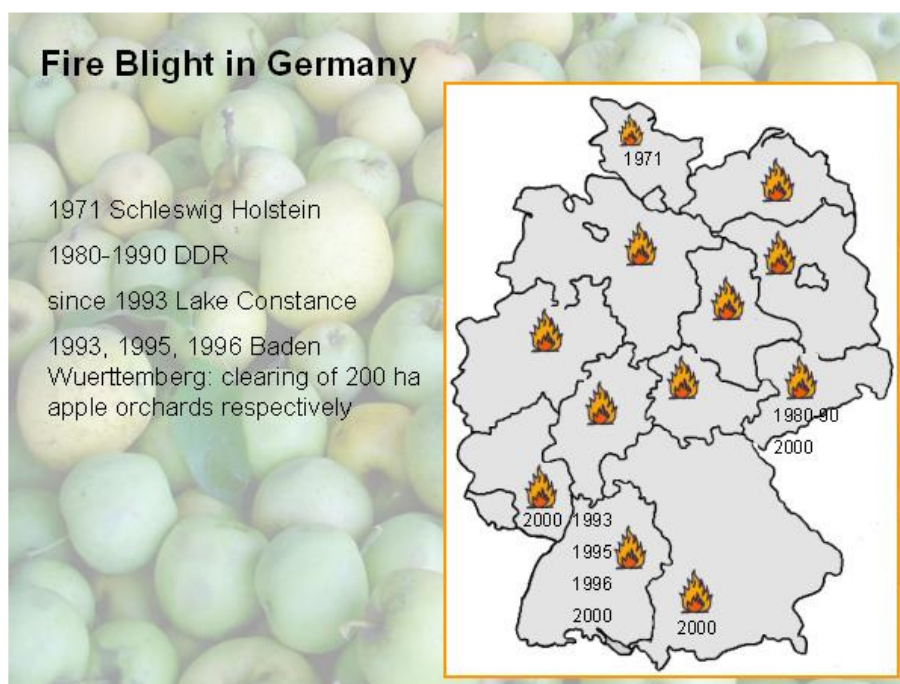 Fire Blight in Germany
1971 Schleswig Holstein
1980-1990 DDR
since 1993 Lake Constance
1993, 1995, 1996 Baden
Wuerttemberg: clearing of 200 ha
apple orchards respectively
1971
1980-90
2000
2000
1993
1995
1996
2000
2000